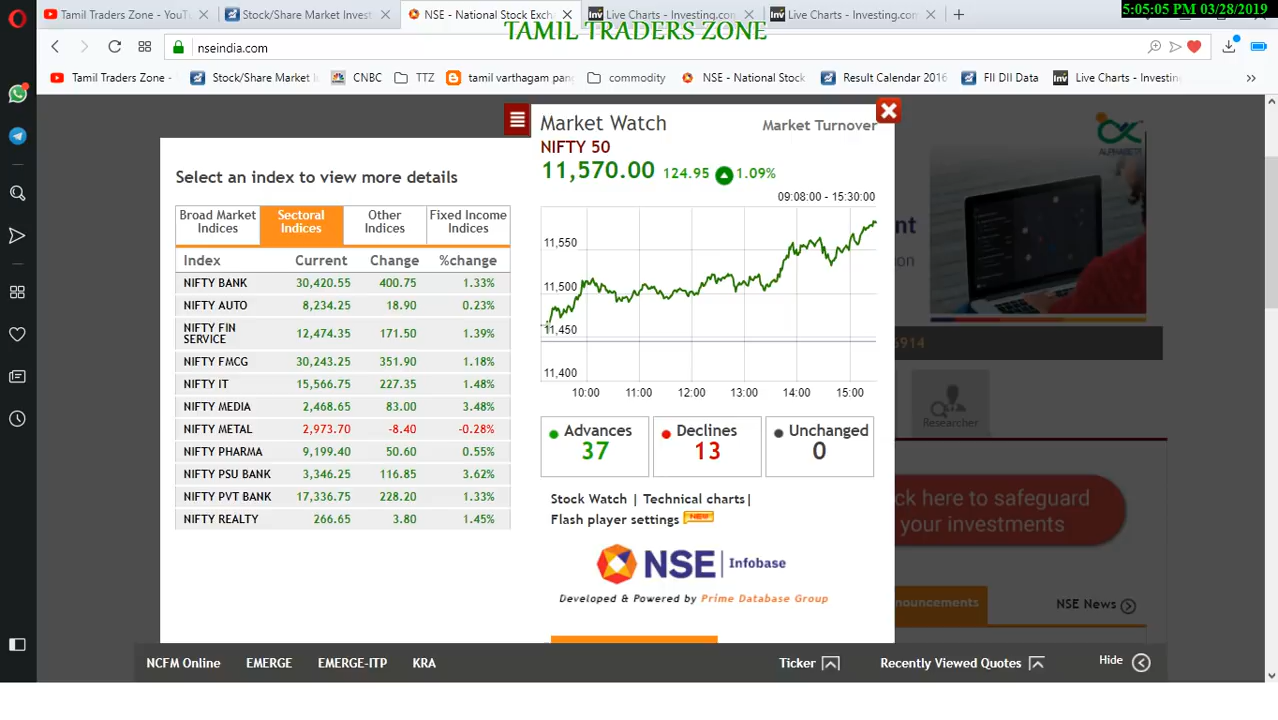 Tamil Traders Zone - YouT
Stock/Share Market Invest
NSE - National Stock Exch
Live Charts - Investing.com
Live Charts - Investing.com
5:05:05 PM 03/28/2019
TAMIL TRADERS ZONE
nseindia.com
Tamil Traders Zone -
Stock/Share Market
CNBC
TTZ
tamil varthagam
commodity
NSE - National Stock
Result Calendar 2016
FII DII Data
Live Charts - Investin
Market Watch
Market Turnover
NIFTY 50
11,570.00 124.95 1.09%
09:08:00 - 15:30:00
Select an index to view more details
Broad Market Indices
Sectoral Indices
Other Indices
Fixed Income Indices
Index Current Change %change
NIFTY BANK 30,420.55 400.75 1.33%
NIFTY AUTO 8,234.25 18.90 0.23%
NIFTY FIN SERVICE 12,474.35 171.50 1.39%
NIFTY FMCG 30,243.25 351.90 1.18%
NIFTY IT 15,566.75 227.35 1.48%
NIFTY MEDIA 2,468.65 83.00 3.48%
NIFTY METAL 2,973.70 -8.40 -0.28%
NIFTY PHARMA 9,199.40 50.60 0.55%
NIFTY PSU BANK 3,346.25 116.85 3.62%
NIFTY PVT BANK 17,336.75 228.20 1.33%
NIFTY REALTY 266.65 3.80 1.45%
11,550
11,500
11,450
11,400
10:00 11:00 12:00 13:00 14:00 15:00
Advances 37
Declines 13
Unchanged 0
Stock Watch | Technical charts|
Flash player settings NEW
NSE | Infobase
Developed & Powered by Prime Database Group
ALPHABETA
nt
on
6914
Researcher
ck here to safeguard
your investments
nouncements
NSE News
NCFM Online EMERGE EMERGE-ITP KRA
Ticker
Recently Viewed Quotes
Hide